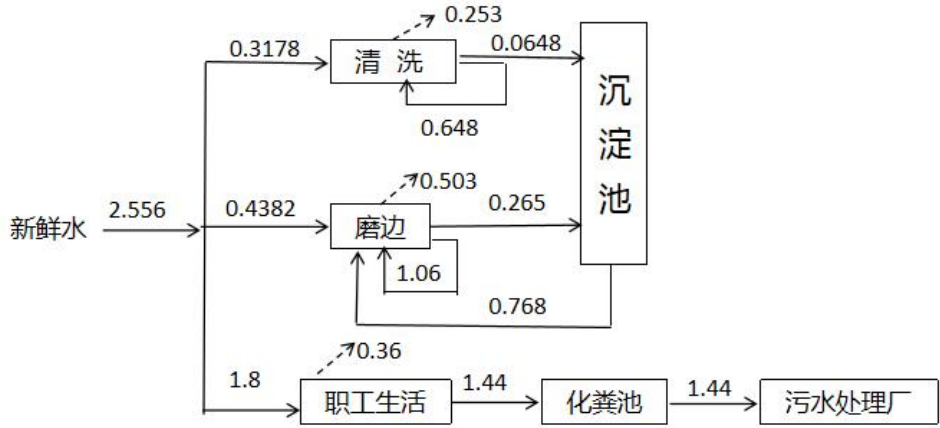 0.253
0.3178
清 洗
0.0648
0.648
沉淀池
0.503
新鲜水
2.556
0.4382
磨边
0.265
1.06
0.768
0.36
1.8
职工生活
1.44
化粪池
1.44
污水处理厂